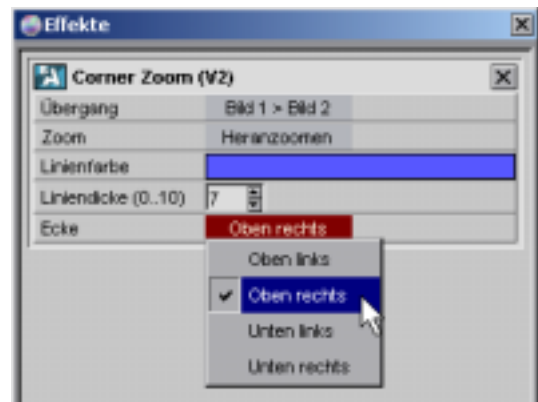 Effekte
Corner Zoom (V2)
Übergang Bild 1 > Bild 2
Zoom Heranzoomen
Linienfarbe
Liniendicke (0..10) 7
Ecke Oben rechts
Oben links
Oben rechts
Unten links
Unten rechts